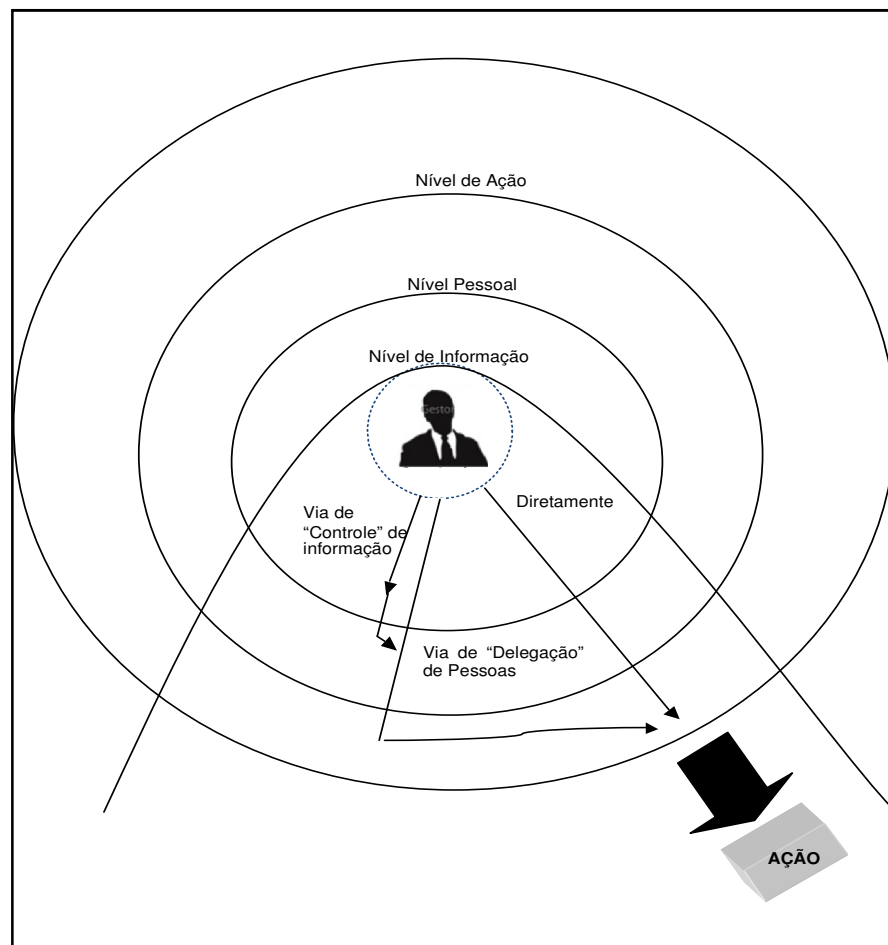 Nível de Ação
Nível Pessoal
Nível de Informação
Gestor
Diretamente
Via de
“Controle” de
informação
Via de “Delegação”
de Pessoas
AÇÃO